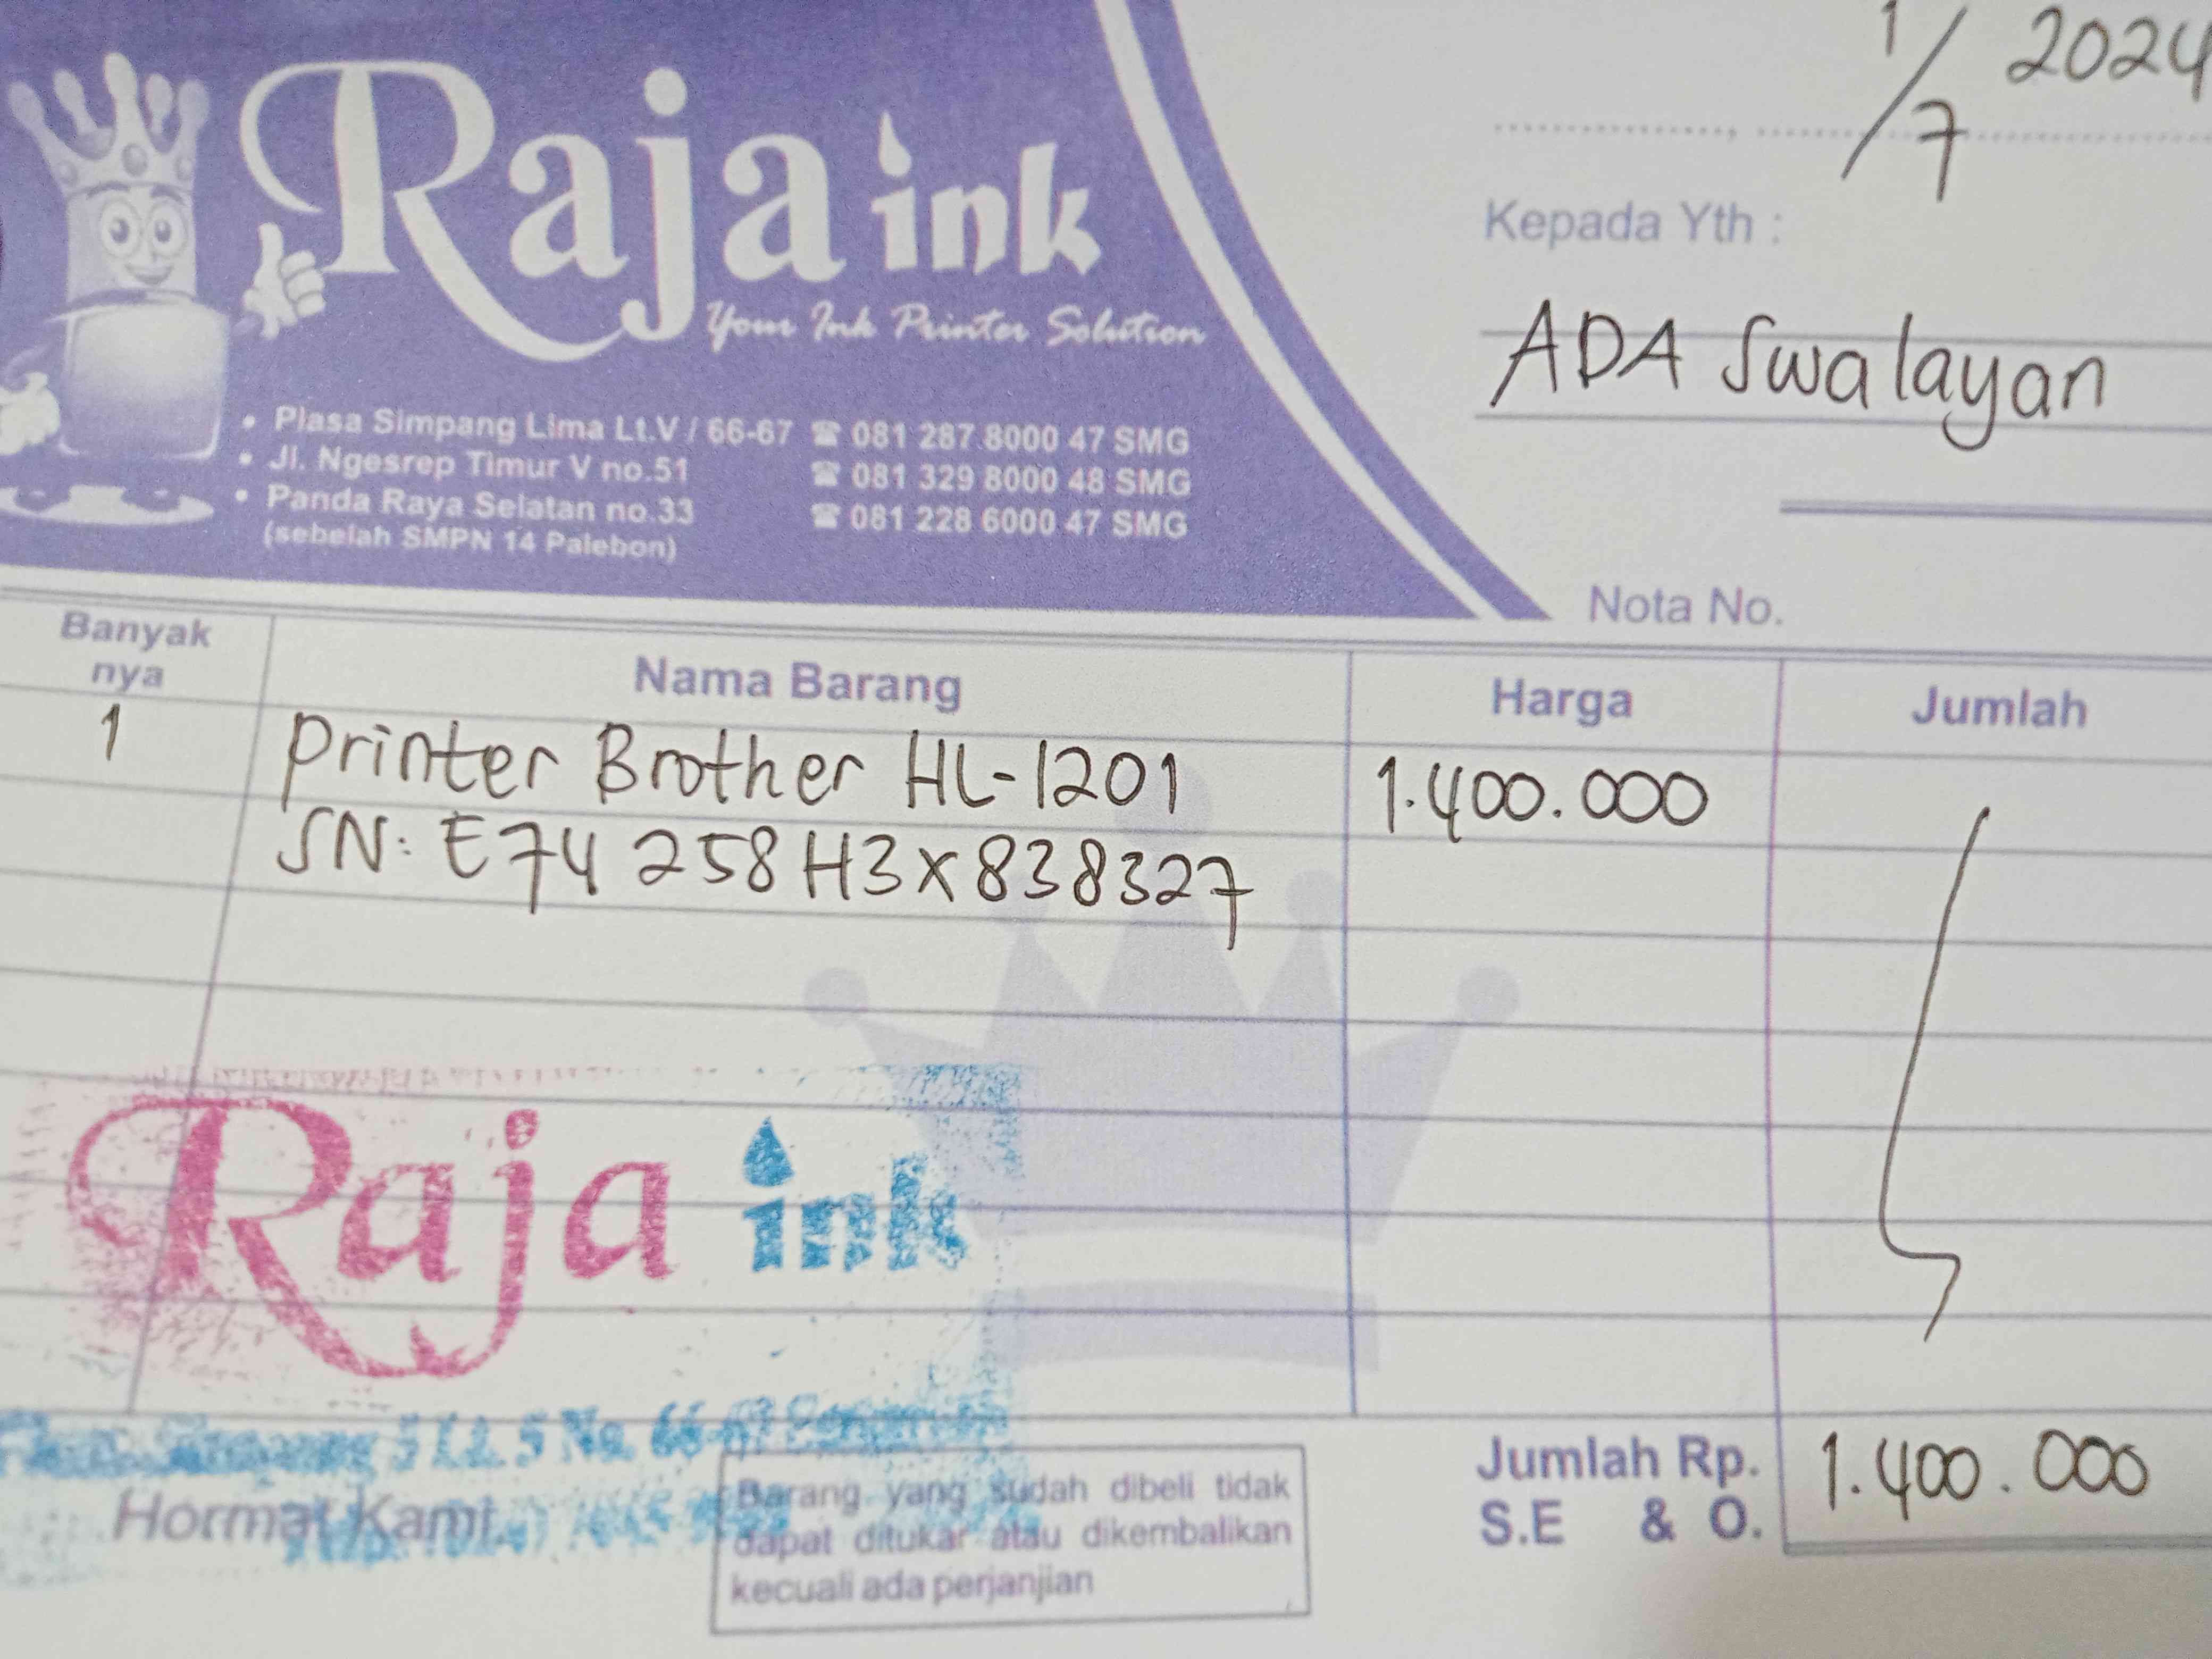 Raja ink
Your Ink Printer Solution
• Plasa Simpang Lima Lt.V / 66-67 ☎ 081 287 8000 47 SMG
• Jl. Ngesrep Timur V no.51 ☎ 081 329 8000 48 SMG
• Panda Raya Selatan no.33 ☎ 081 228 6000 47 SMG
(sebelah SMPN 14 Palebon)
1/7 2024
Kepada Yth :
ADA Swalayan
Nota No.
Banyak nya Nama Barang Harga Jumlah
1 Printer Brother HL-1201 1.400.000
SN: E74258H3X838327
Raja ink
5 No. 66-67
Hormat Kami,
Barang yang sudah dibeli tidak
dapat ditukar atau dikembalikan
kecuali ada perjanjian
Jumlah Rp. 1.400.000
S.E & O.